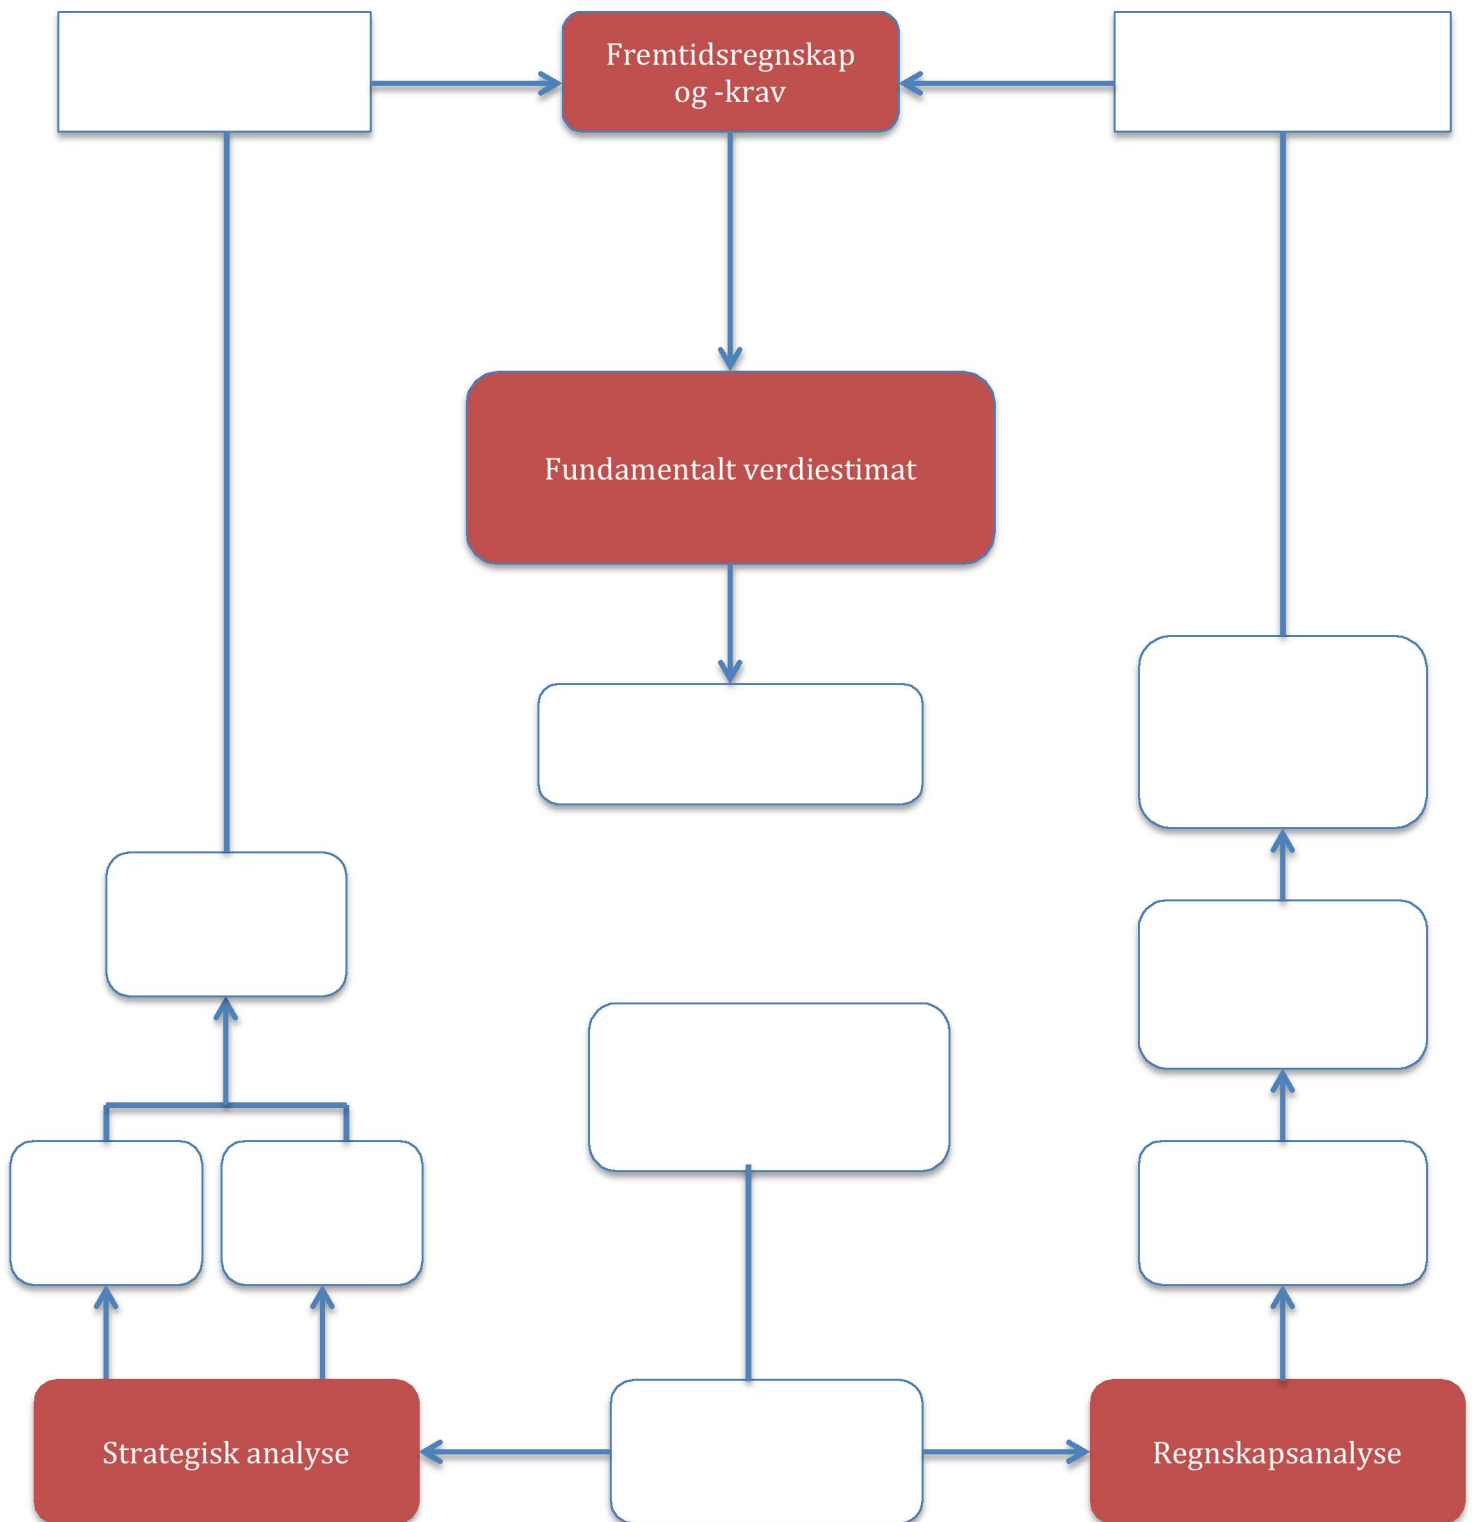 Fremtidsregnskap
og -krav
Fundamentalt verdiestimat
Strategisk analyse
Regnskapsanalyse